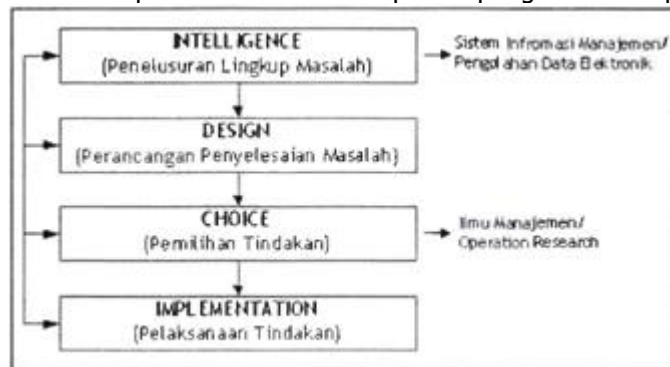 INTELLIGENCE
(Penelusuran Lingkup Masalah)
Sistem Infromasi Manajemen/
Pengolahan Data Elektronik
DESIGN
(Perancangan Penyelesaian Masalah)
CHOICE
(Pemilihan Tindakan)
Ilmu Manajemen/
Operation Research
IMPLEMENTATION
(Pelaksanaan Tindakan)